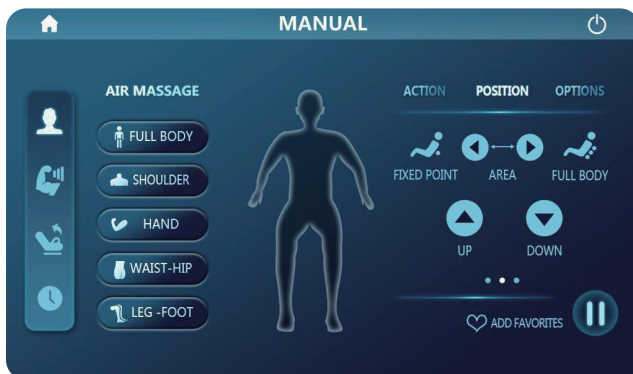 MANUAL
AIR MASSAGE
FULL BODY
SHOULDER
HAND
WAIST-HIP
LEG -FOOT
ACTION POSITION OPTIONS
FIXED POINT AREA FULL BODY
UP DOWN
ADD FAVORITES